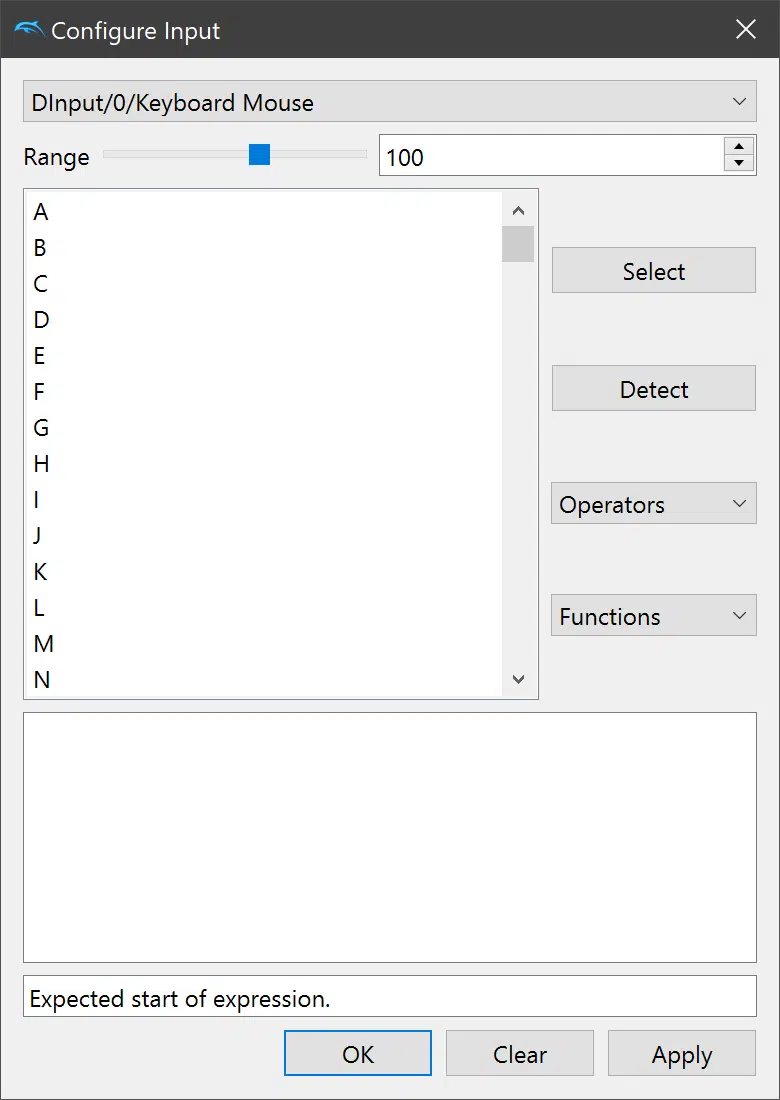 Configure Input
DInput/0/Keyboard Mouse
Range 100
A
B
C
D
E
F
G
H
I
J
K
L
M
N
Select
Detect
Operators
Functions
Expected start of expression.
OK Clear Apply